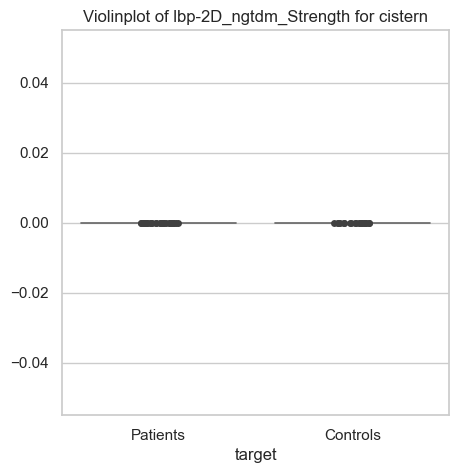 Violinplot of lbp-2D_ngtdm_Strength for cistern
0.04
0.02
0.00
−0.02
−0.04
Patients
Controls
target